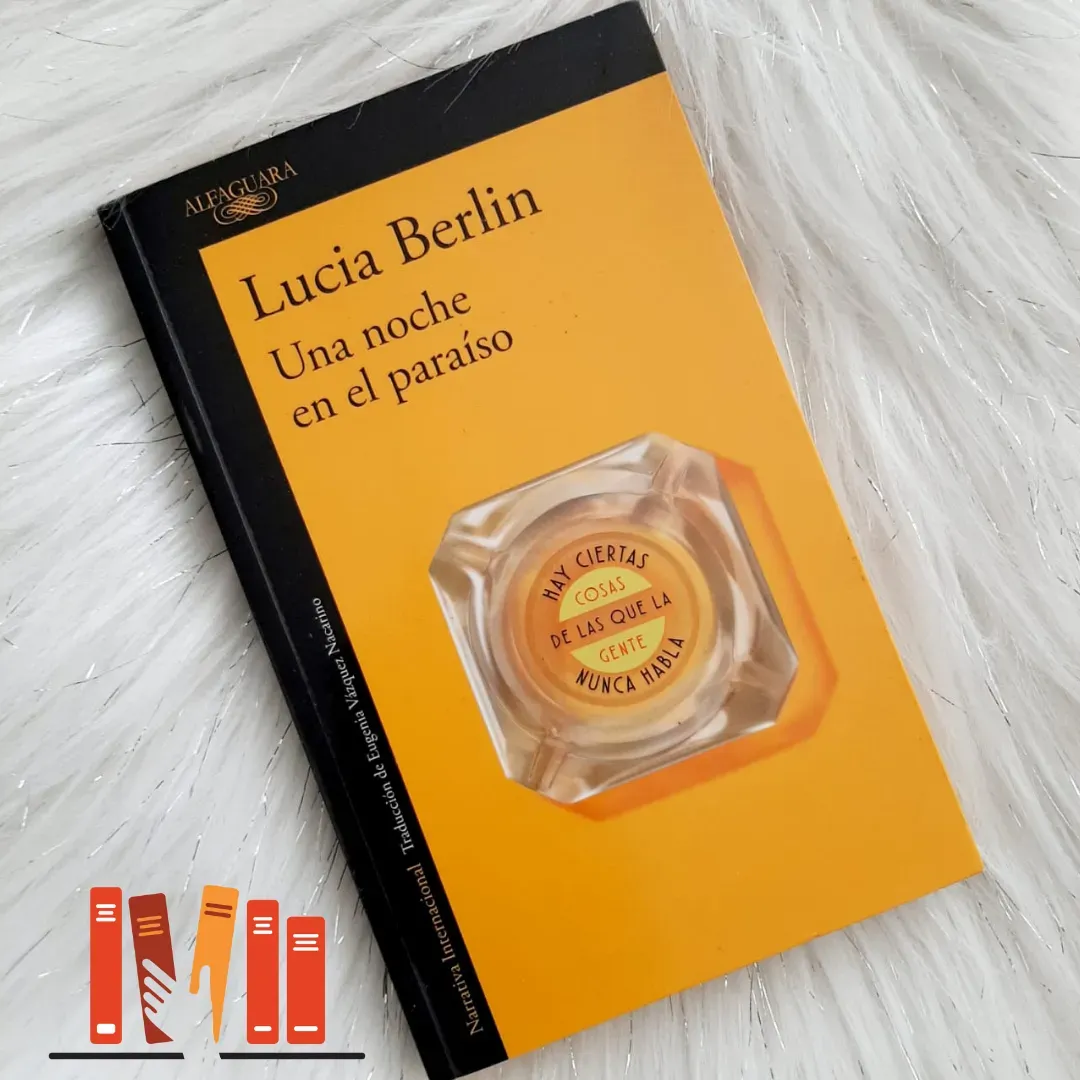 ALFAGUARA
Lucia Berlin
Una noche
en el paraíso
HAY CIERTAS
COSAS
DE LAS QUE LA
GENTE
NUNCA HABLA
Narrativa Internacional Traducción de Eugenia Vázquez Nacarino